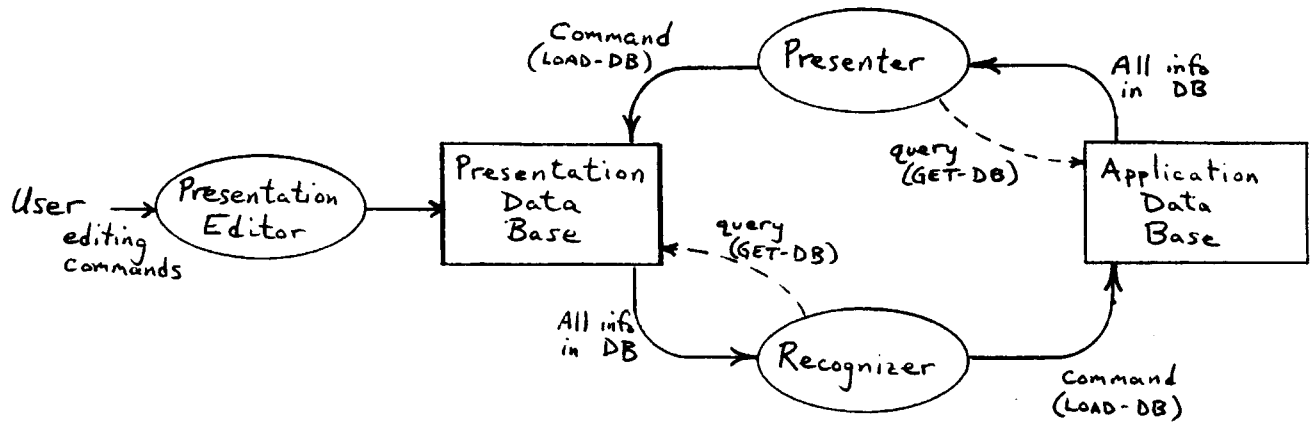 Command
(LOAD-DB)
Presenter
All info
in DB
query
(GET-DB)
User
editing
commands
Presentation
Editor
Presentation
Data
Base
query
(GET-DB)
Application
Data
Base
All info
in DB
Recognizer
Command
(LOAD-DB)